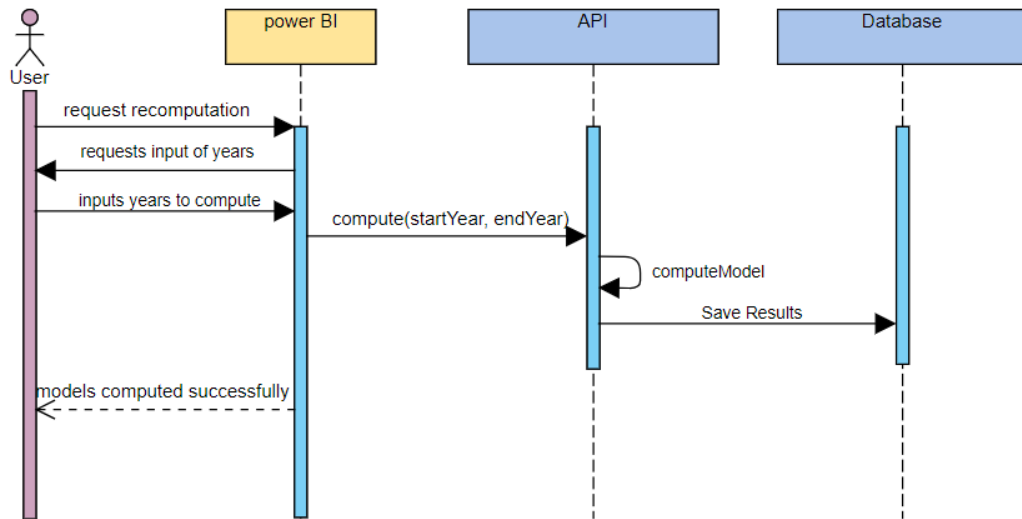 power BI
API
Database
User
request recomputation
requests input of years
inputs years to compute
compute(startYear, endYear)
computeModel
Save Results
models computed successfully